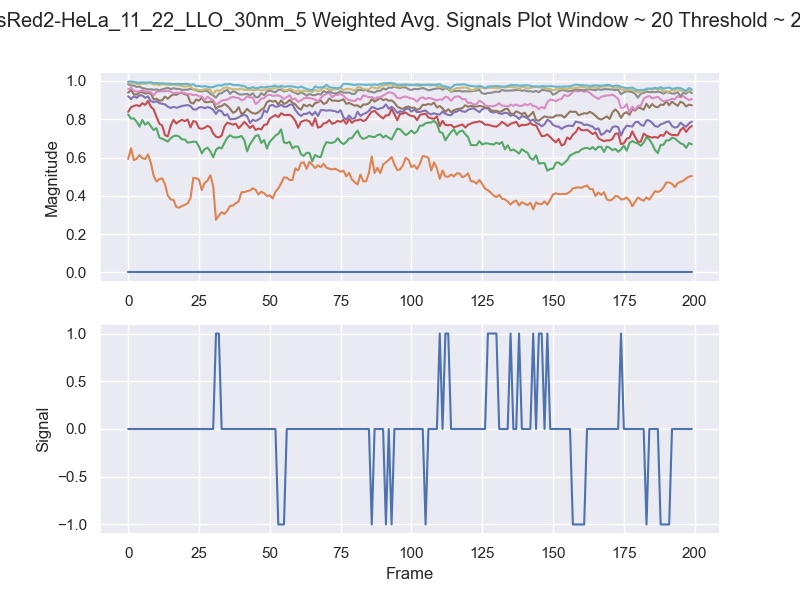 sRed2-HeLa_11_22_LLO_30nm_5 Weighted Avg. Signals Plot Window ~ 20 Threshold ~ 2
1.0
0.8
0.6
0.4
0.2
0.0
Magnitude
0 25 50 75 100 125 150 175 200
1.0
0.5
0.0
−0.5
−1.0
Signal
0 25 50 75 100 125 150 175 200
Frame